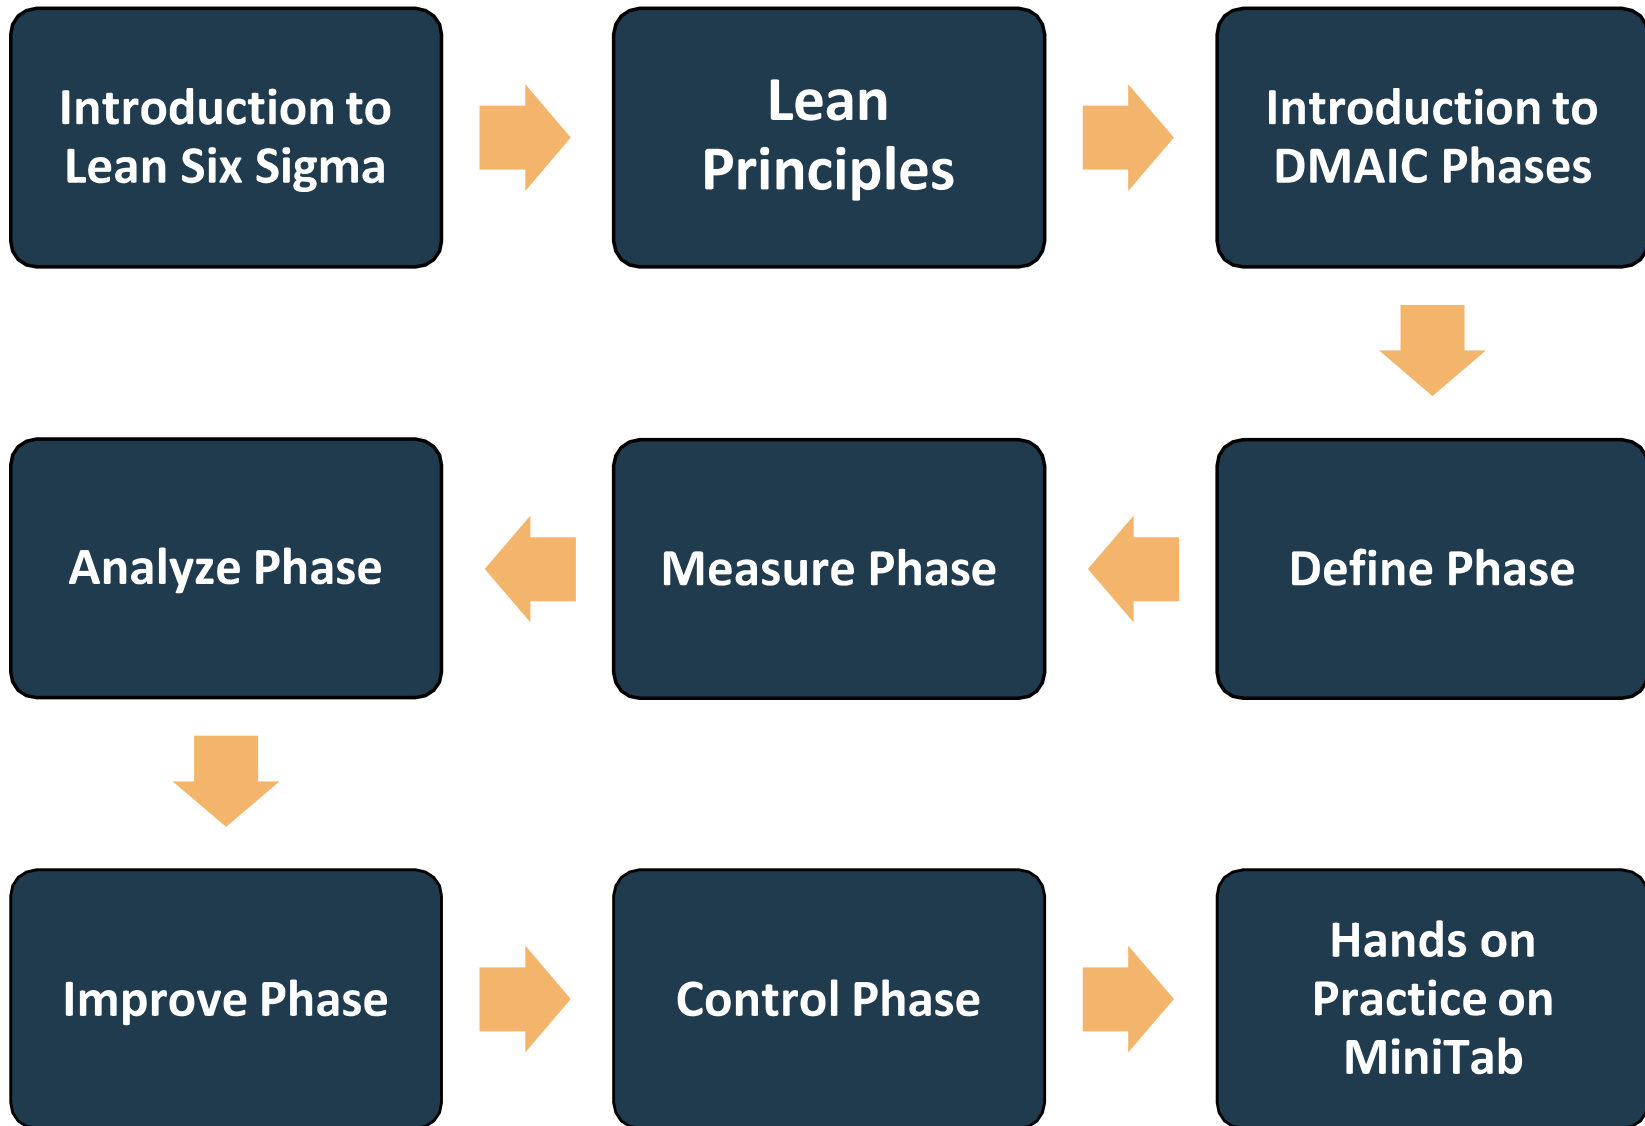 Introduction to
Lean Six Sigma
Lean
Principles
Introduction to
DMAIC Phases
Define Phase
Measure Phase
Analyze Phase
Improve Phase
Control Phase
Hands on
Practice on
MiniTab